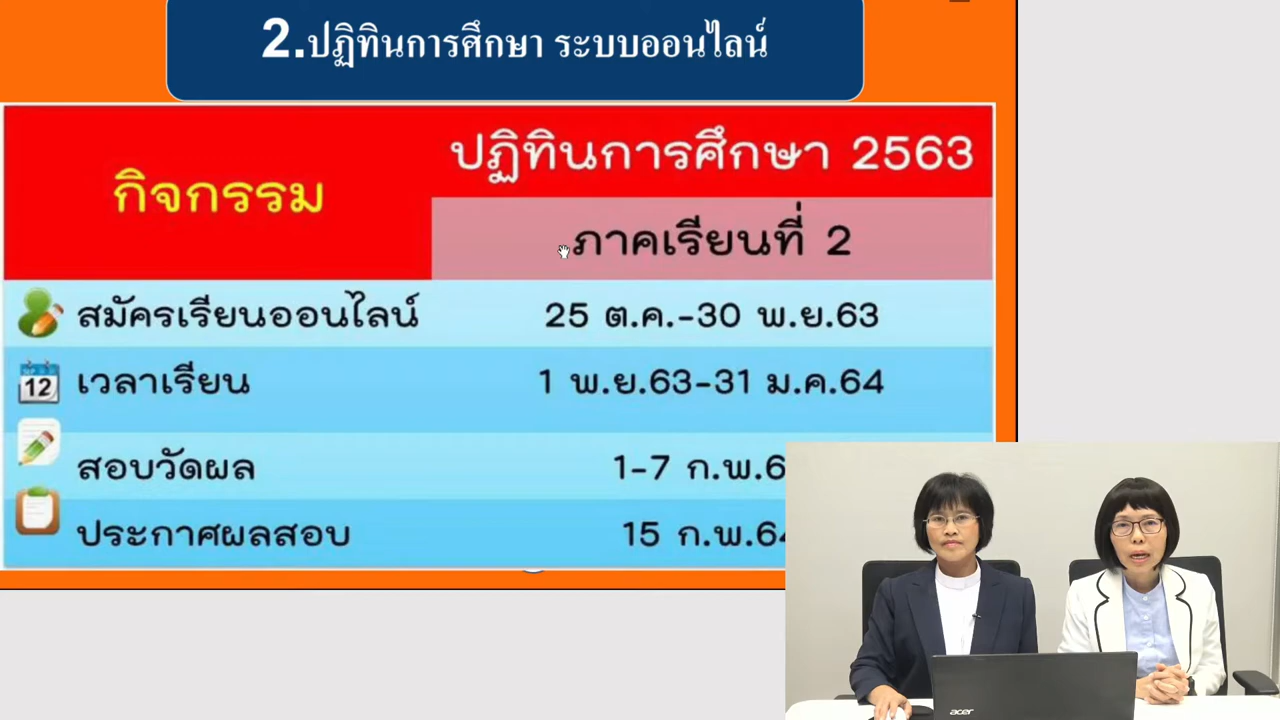 2.ปฏิทินการศึกษา ระบบออนไลน์
กิจกรรม
ปฏิทินการศึกษา 2563
ภาคเรียนที่ 2
สมัครเรียนออนไลน์ 25 ต.ค.-30 พ.ย.63
12
เวลาเรียน 1 พ.ย.63-31 ม.ค.64
สอบวัดผล 1-7 ก.พ.6
ประกาศผลสอบ 15 ก.พ.64
acer